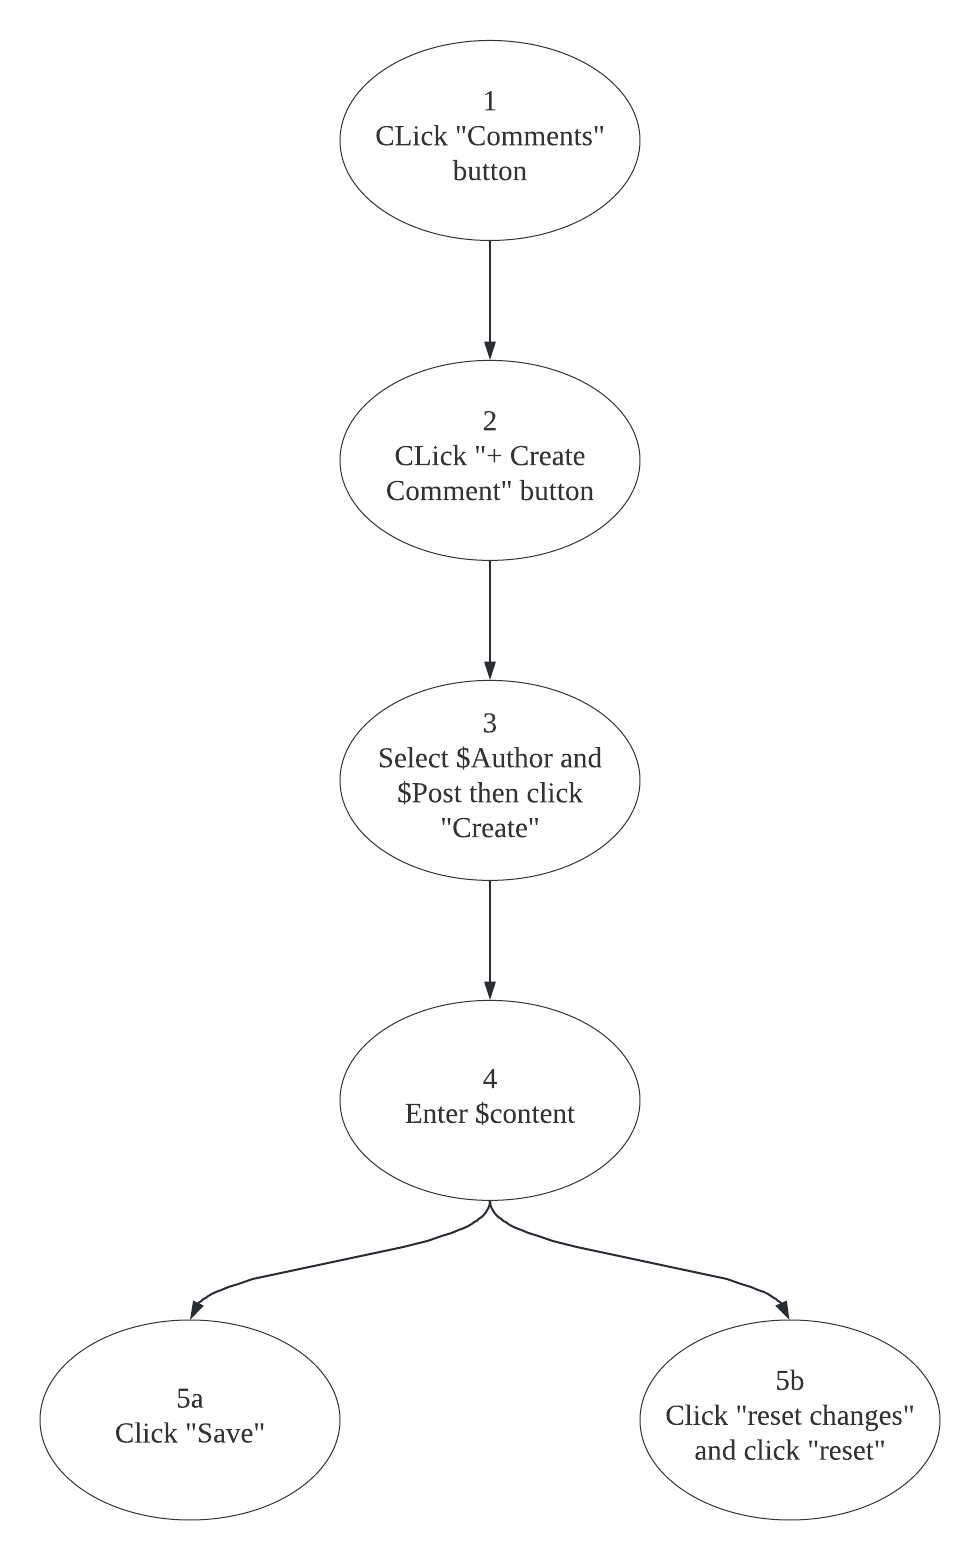 1
CLick "Comments"
button
2
CLick "+ Create
Comment" button
3
Select $Author and
$Post then click
"Create"
4
Enter $content
5a
Click "Save"
5b
Click "reset changes"
and click "reset"